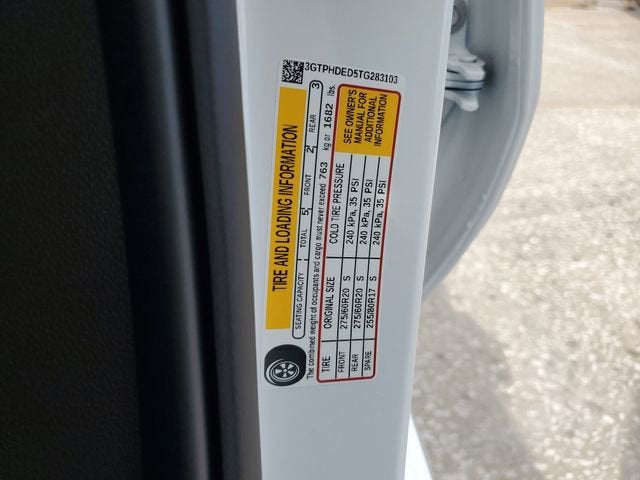 3GTPHDED5TG283103
TIRE AND LOADING INFORMATION
SEATING CAPACITY TOTAL 5 FRONT 2 REAR 3
The combined weight of occupants and cargo must never exceed 763 kg or 1682 lbs.
TIRE ORIGINAL SIZE COLD TIRE PRESSURE
FRONT 275/60R20 S 240 kPa, 35 PSI
REAR 275/60R20 S 240 kPa, 35 PSI
SPARE 255/80R17 S 240 kPa, 35 PSI
SEE OWNER'S
MANUAL FOR
ADDITIONAL
INFORMATION